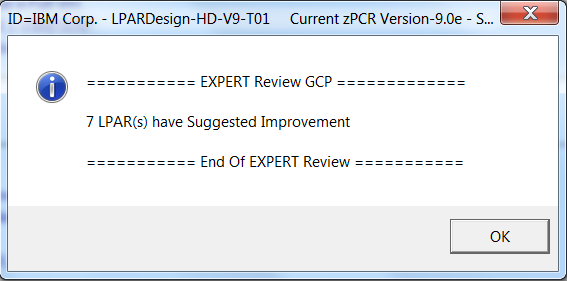 ID=IBM Corp. - LPARDesign-HD-V9-T01 Current zPCR Version-9.0e - S...
=========== EXPERT Review GCP =============
7 LPAR(s) have Suggested Improvement
=========== End Of EXPERT Review ===========
OK